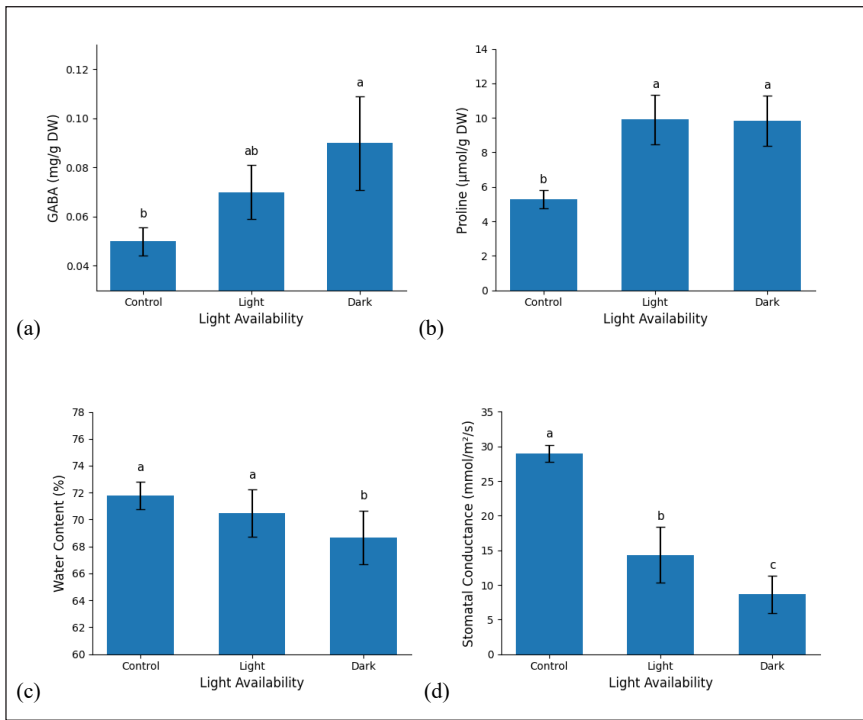 GABA (mg/g DW)
0.12
0.10
0.08
0.06
0.04
b
ab
a
Control Light Dark
Light Availability
(a)
Proline (µmol/g DW)
14
12
10
8
6
4
2
0
b
a
a
Control Light Dark
Light Availability
(b)
Water Content (%)
78
76
74
72
70
68
66
64
62
60
a
a
b
Control Light Dark
Light Availability
(c)
Stomatal Conductance (mmol/m²/s)
35
30
25
20
15
10
5
0
a
b
c
Control Light Dark
Light Availability
(d)